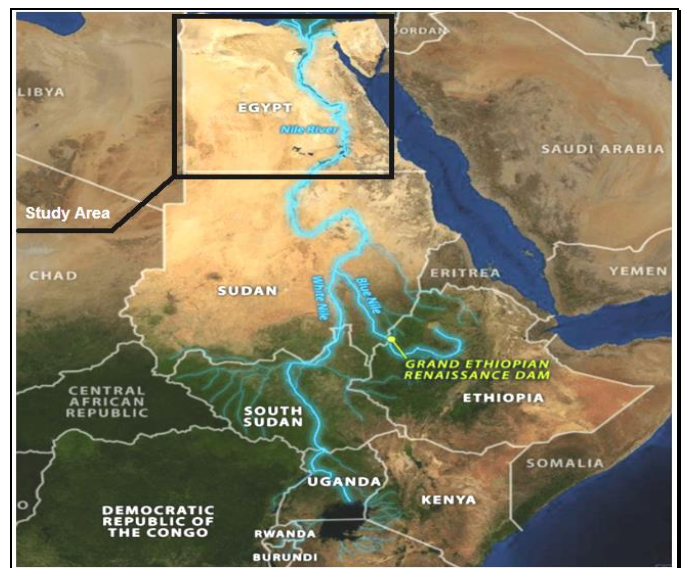 JORDAN
LIBYA
EGYPT
Nile River
SAUDI ARABIA
Study Area
CHAD
ERITREA
YEMEN
SUDAN
White Nile
Blue Nile
GRAND ETHIOPIAN
RENAISSANCE DAM
CENTRAL
AFRICAN
REPUBLIC
ETHIOPIA
SOUTH
SUDAN
SOMALIA
UGANDA
KENYA
O
DEMOCRATIC
REPUBLIC OF
THE CONGO
RWANDA
BURUNDI